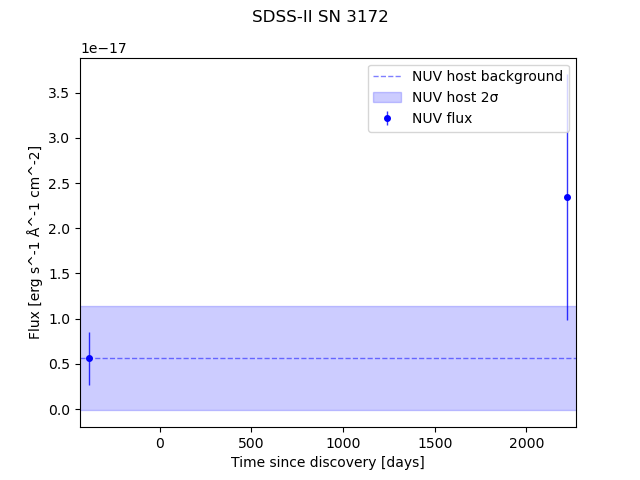 SDSS-II SN 3172
1e−17
NUV host background
NUV host 2σ
NUV flux
3.5
3.0
2.5
2.0
1.5
1.0
0.5
0.0
Flux [erg s^-1 Å^-1 cm^-2]
0 500 1000 1500 2000
Time since discovery [days]